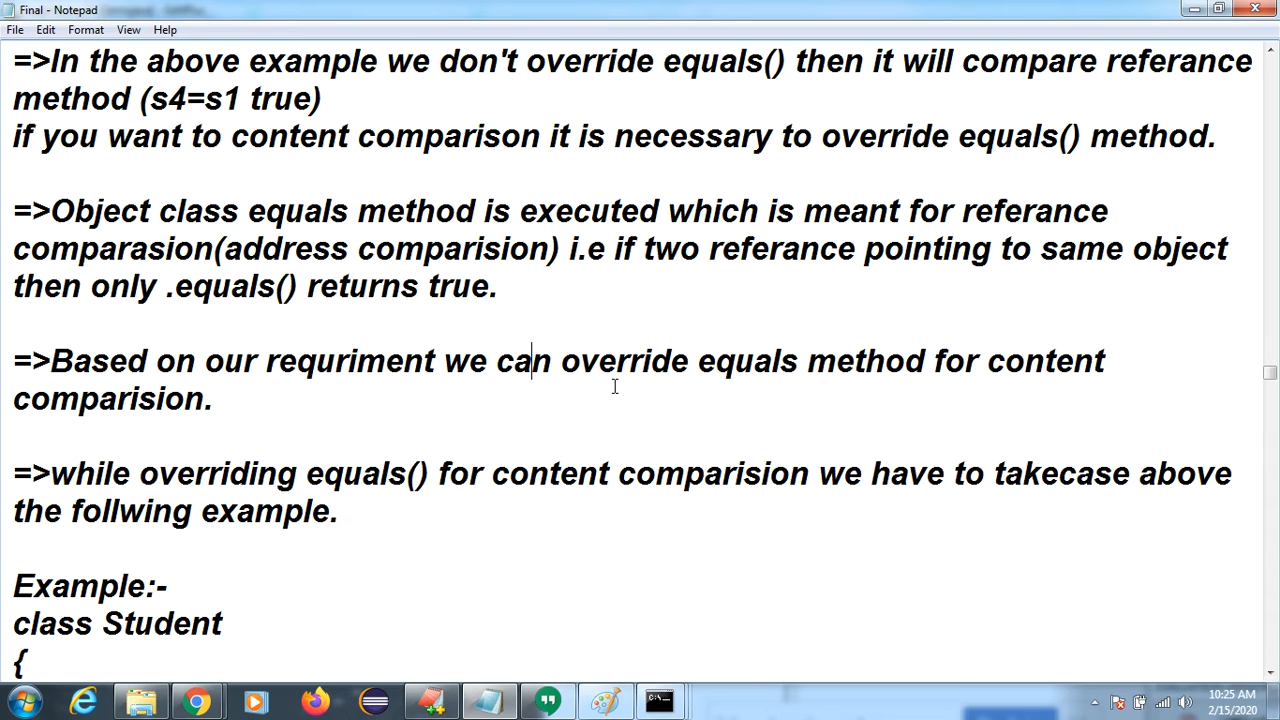 Final - Notepad
File Edit Format View Help
=>In the above example we don't override equals() then it will compare referance
method (s4=s1 true)
if you want to content comparison it is necessary to override equals() method.
=>Object class equals method is executed which is meant for referance
comparasion(address comparision) i.e if two referance pointing to same object
then only .equals() returns true.
=>Based on our requriment we can override equals method for content
comparision.
=>while overriding equals() for content comparision we have to takecase above
the follwing example.
Example:-
class Student
{
10:25 AM
2/15/2020